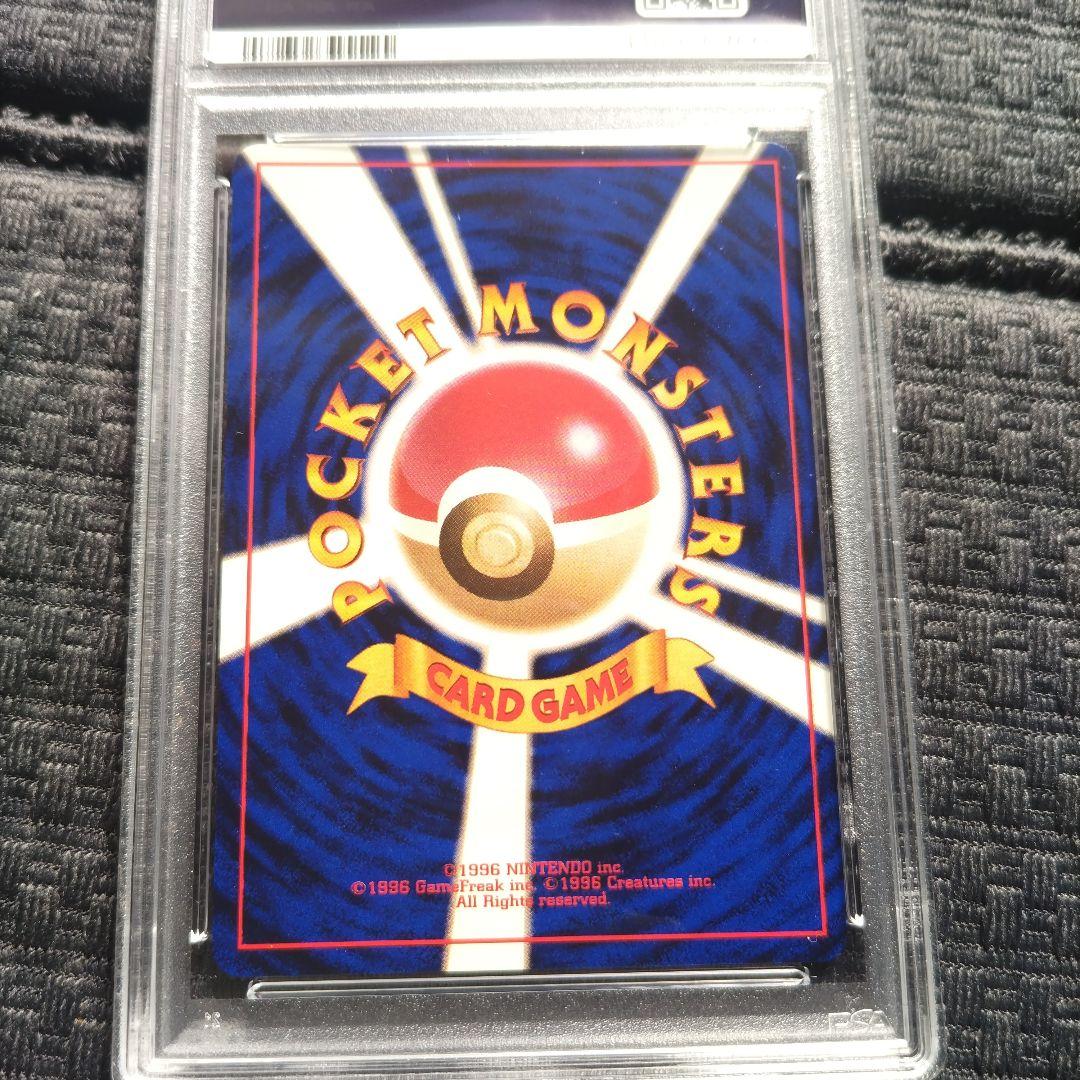 POCKET MONSTERS
CARD GAME
©1996 NINTENDO inc.
©1996 GameFreak inc. ©1996 Creatures inc.
All Rights reserved.
PSA